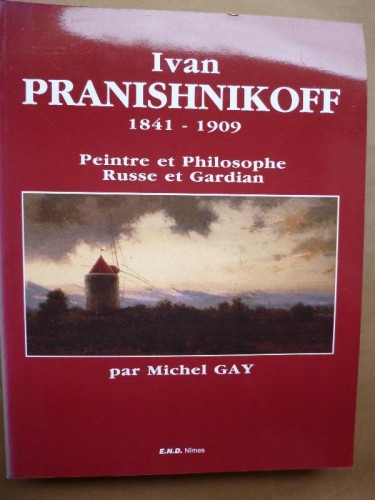 Ivan
PRANISHNIKOFF
1841 - 1909
Peintre et Philosophe
Russe et Gardian
par Michel GAY
E.N.D. Nîmes